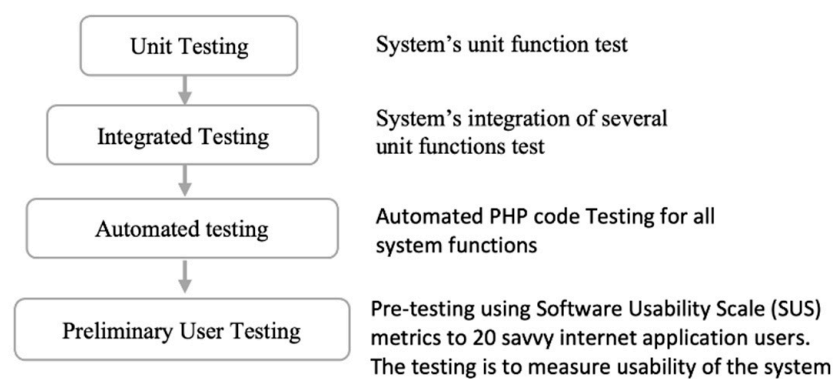 Unit Testing
System's unit function test
Integrated Testing
System's integration of several
unit functions test
Automated testing
Automated PHP code Testing for all
system functions
Preliminary User Testing
Pre-testing using Software Usability Scale (SUS)
metrics to 20 savvy internet application users.
The testing is to measure usability of the system